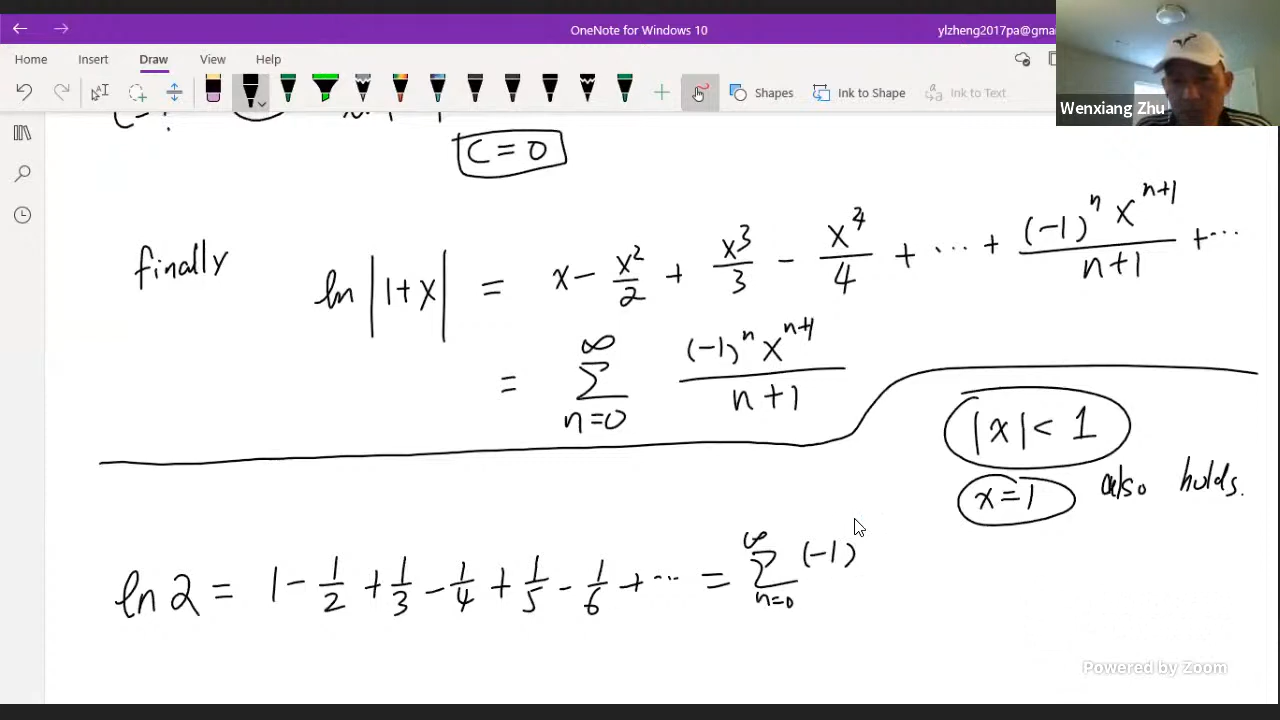 OneNote for Windows 10
ylzheng2017pa@gma
Home Insert Draw View Help
Shapes Ink to Shape Ink to Text
Wenxiang Zhu
C = 0
finally ln |1+x| = x - x²/2 + x³/3 - x⁴/4 + ⋯ + (-1)ⁿ xⁿ⁺¹/n+1 + ⋯
= ∑_{n=0}^{∞} (-1)ⁿ xⁿ⁺¹/n+1
|x| < 1
x = 1 also holds.
ln 2 = 1 - 1/2 + 1/3 - 1/4 + 1/5 - 1/6 + ⋯ = ∑_{n=0}^{∞} (-1)
Powered by Zoom